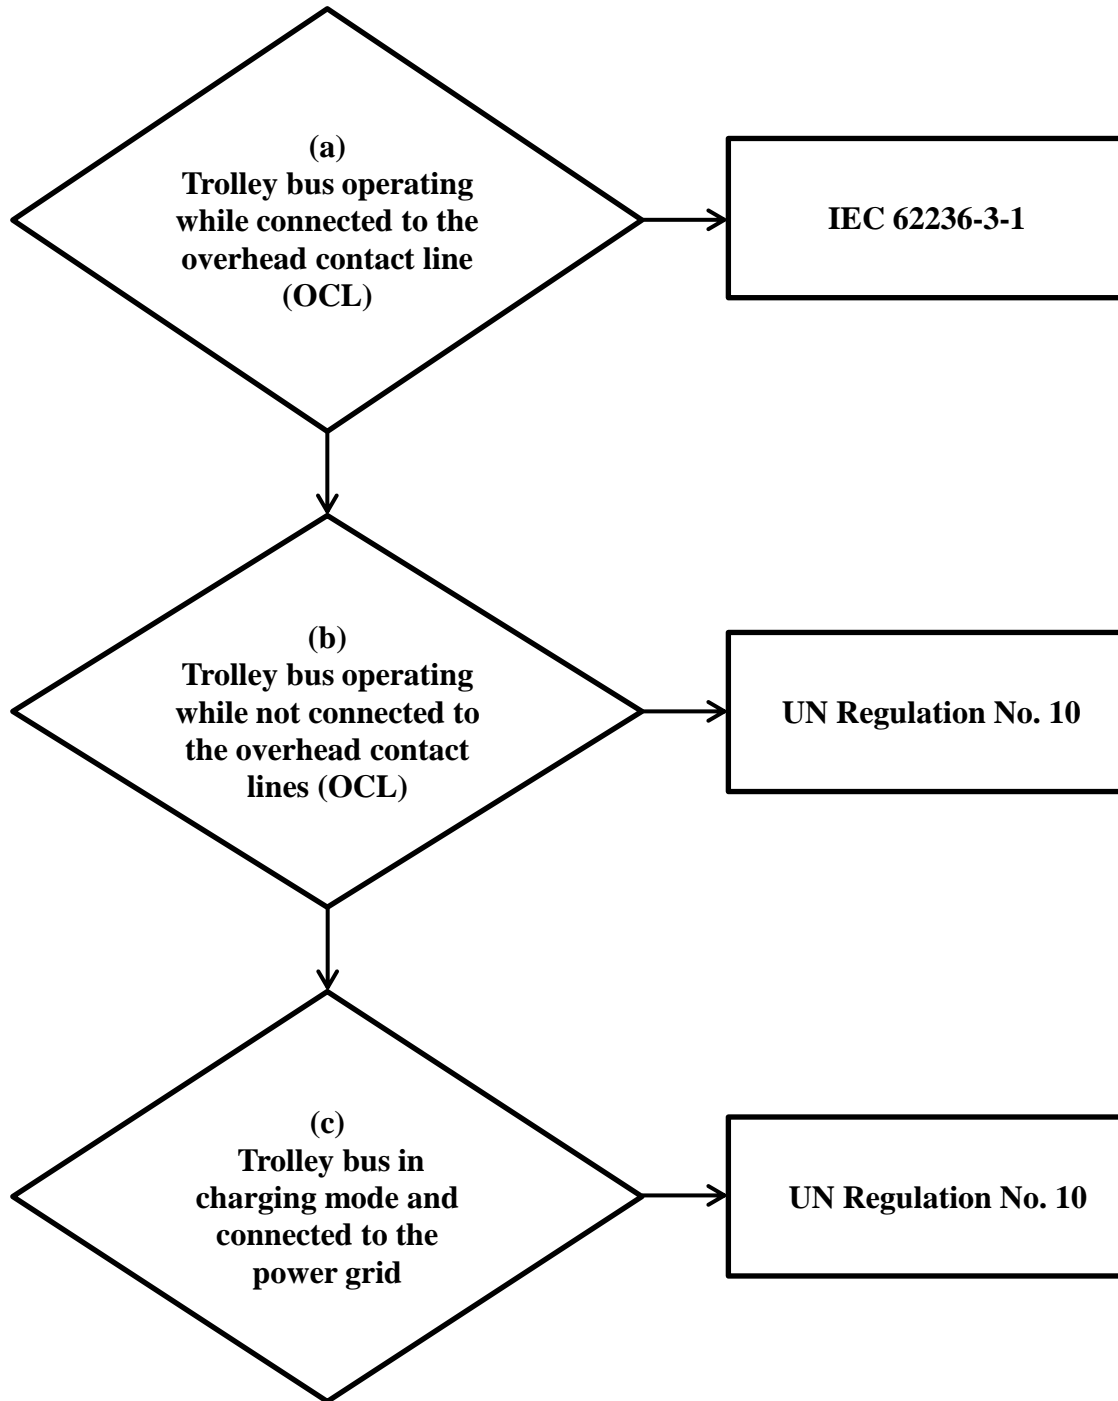 (a)
Trolley bus operating
while connected to the
overhead contact line
(OCL)
IEC 62236-3-1
(b)
Trolley bus operating
while not connected to
the overhead contact
lines (OCL)
UN Regulation No. 10
(c)
Trolley bus in
charging mode and
connected to the
power grid
UN Regulation No. 10